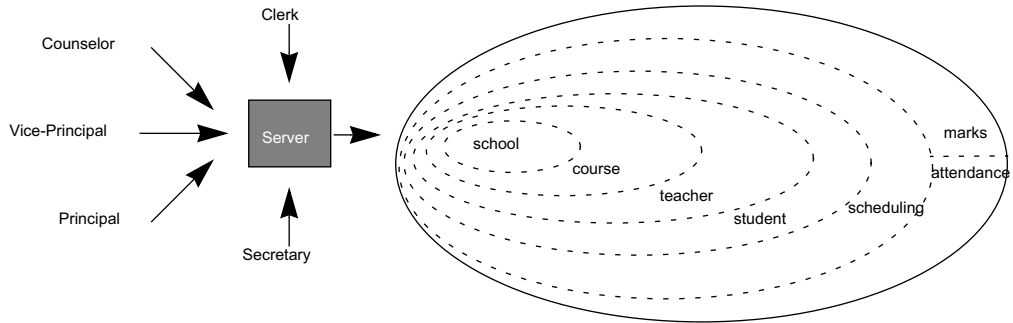 Clerk
Counselor
Vice-Principal
Server
Principal
Secretary
school
course
teacher
student
scheduling
marks
attendance